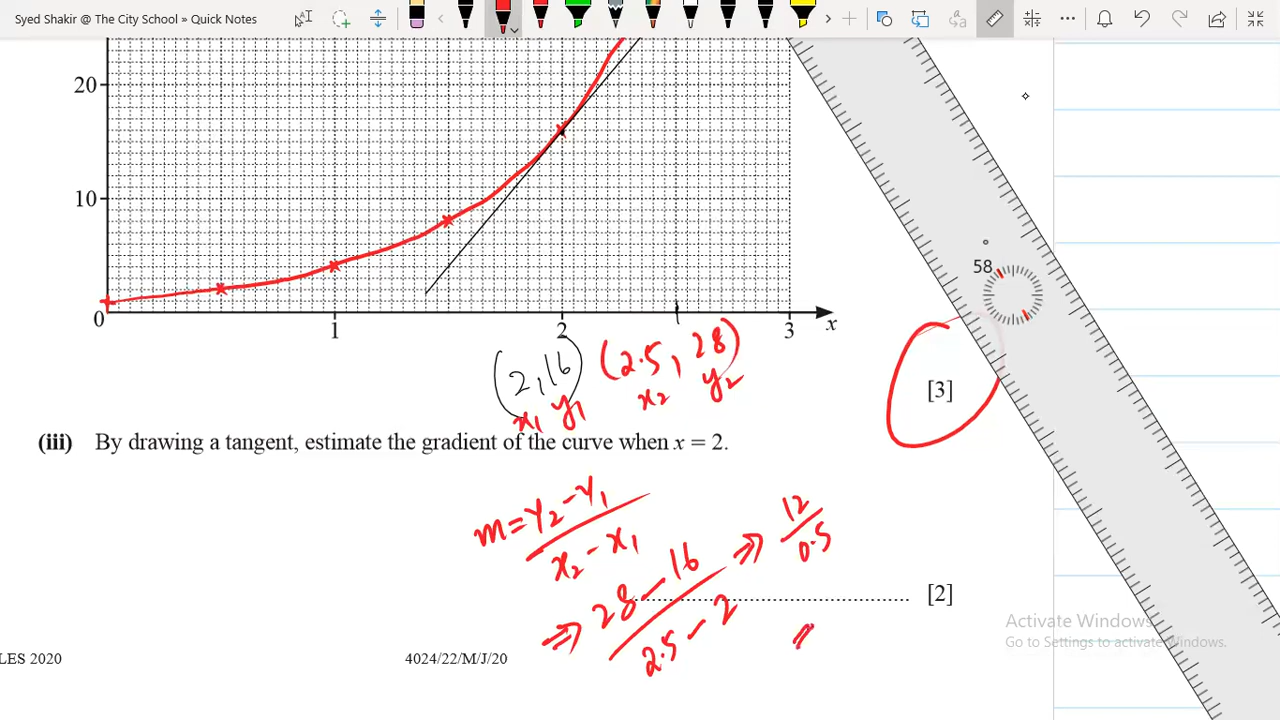 Syed Shakir @ The City School » Quick Notes
20
10
0
1
2
3
x
58
(2,16)
(2.5, 28)
x1 y1
x2 y2
[3]
(iii) By drawing a tangent, estimate the gradient of the curve when x = 2.
m = Y2 - Y1
x2 - x1
⇒ 28 - 16
2.5 - 2
⇒ 12
0.5
[2]
Activate Windows
Go to Settings to activate Windows.
LES 2020
4024/22/M/J/20